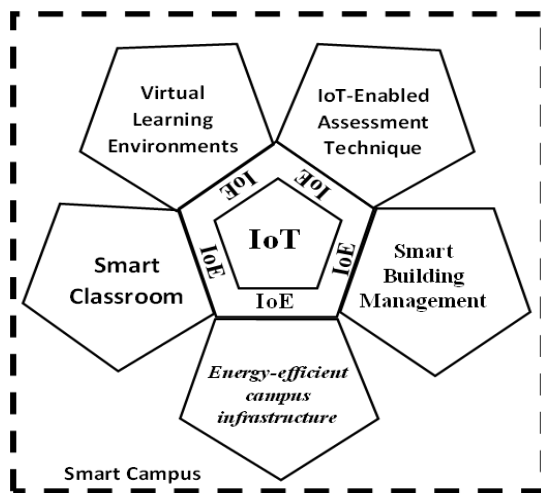 Virtual
Learning
Environments
IoT-Enabled
Assessment
Technique
IoE
IoE
IoT
IoE
IoE
IoE
Smart
Classroom
Smart
Building
Management
Energy-efficient
campus
infrastructure
Smart Campus